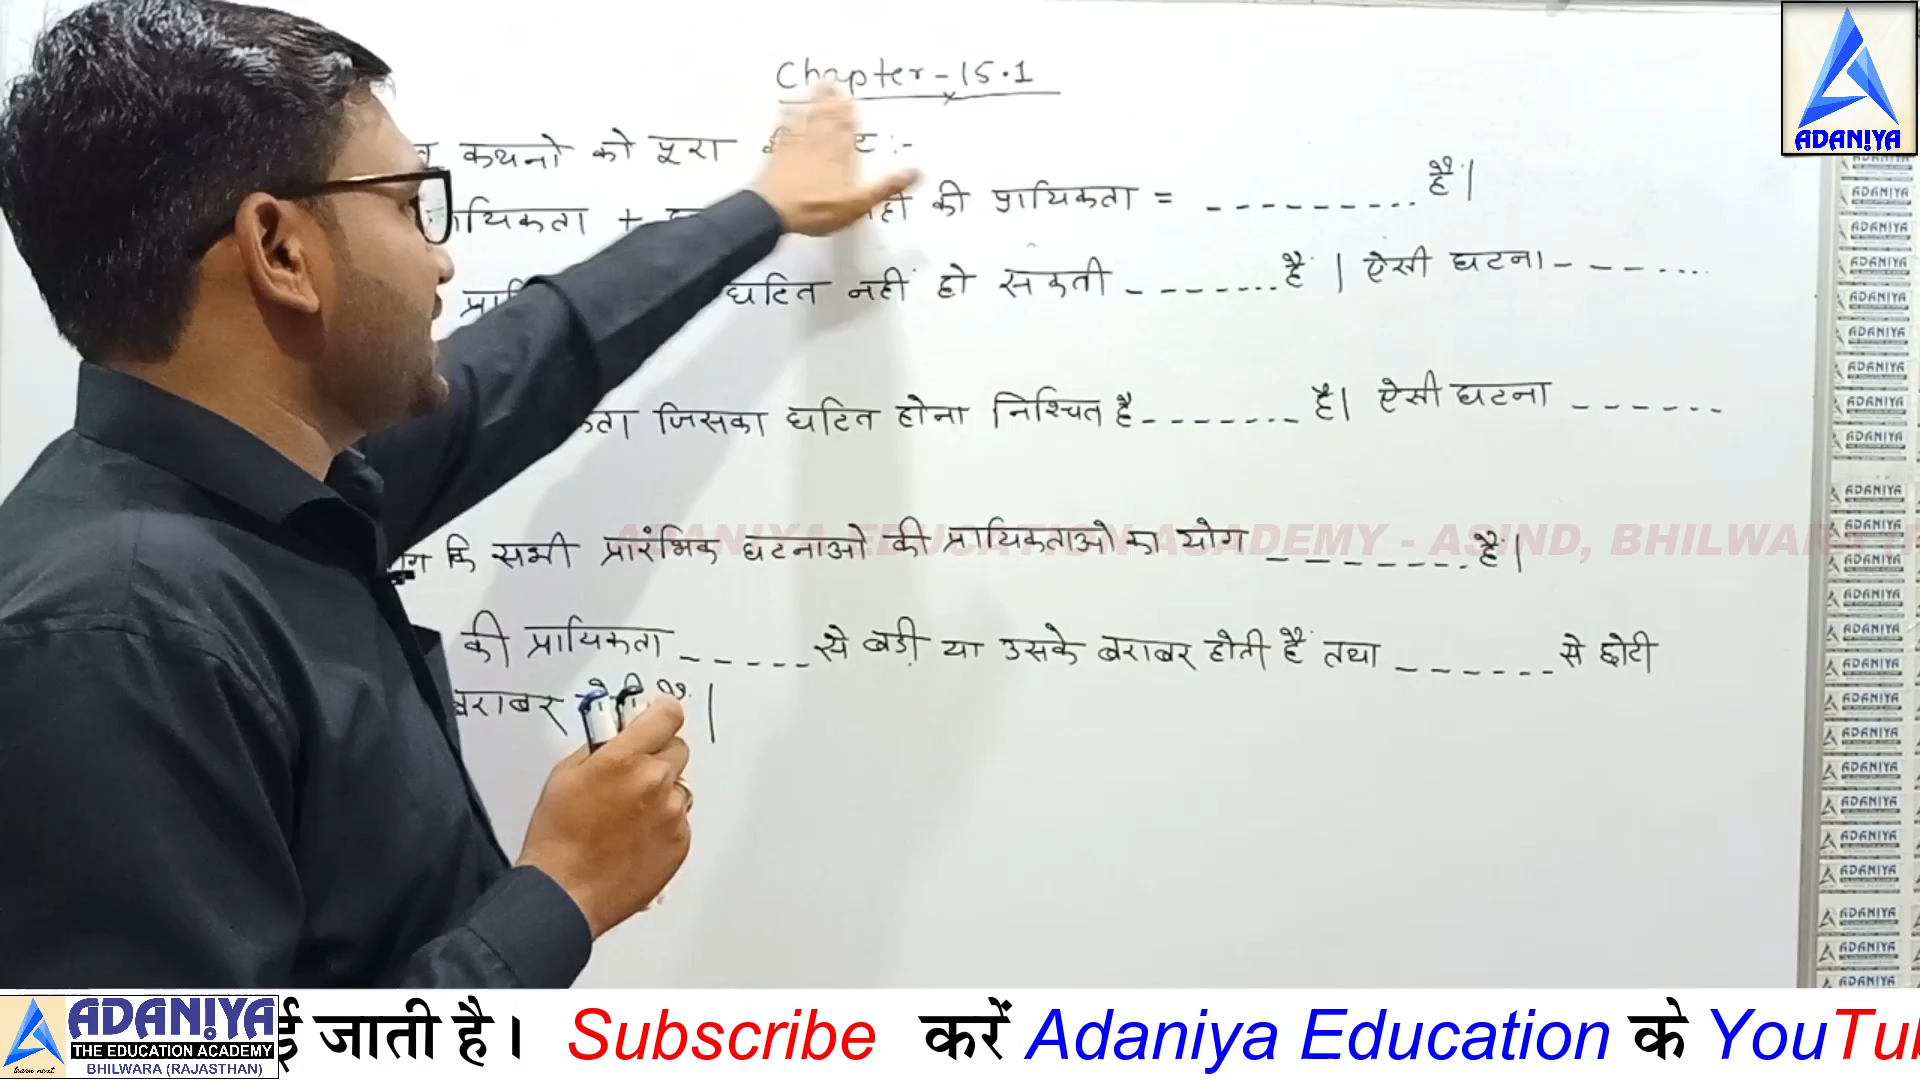 Chapter-15.1
कथनो को पूरा :-
+ की प्रायिकता = ---------- है।
घटित नहीं हो सकती ------- है। ऐसी घटना -------
जिसका घटित होना निश्चित है ------- है। ऐसी घटना ------
कि सभी प्रारंभिक घटनाओ की प्रायिकताओ का योग -------- है।
की प्रायिकता ----- से बडी या उसके बराबर होती है तथा ------ से छोटी
बराबर
ADANIYA EDUCATION ACADEMY - ASIND, BHILWARA
ADANIYA
ADANIYA
THE EDUCATION ACADEMY
BHILWARA (RAJASTHAN)
learn next
जाती है। Subscribe करें Adaniya Education के YouTu